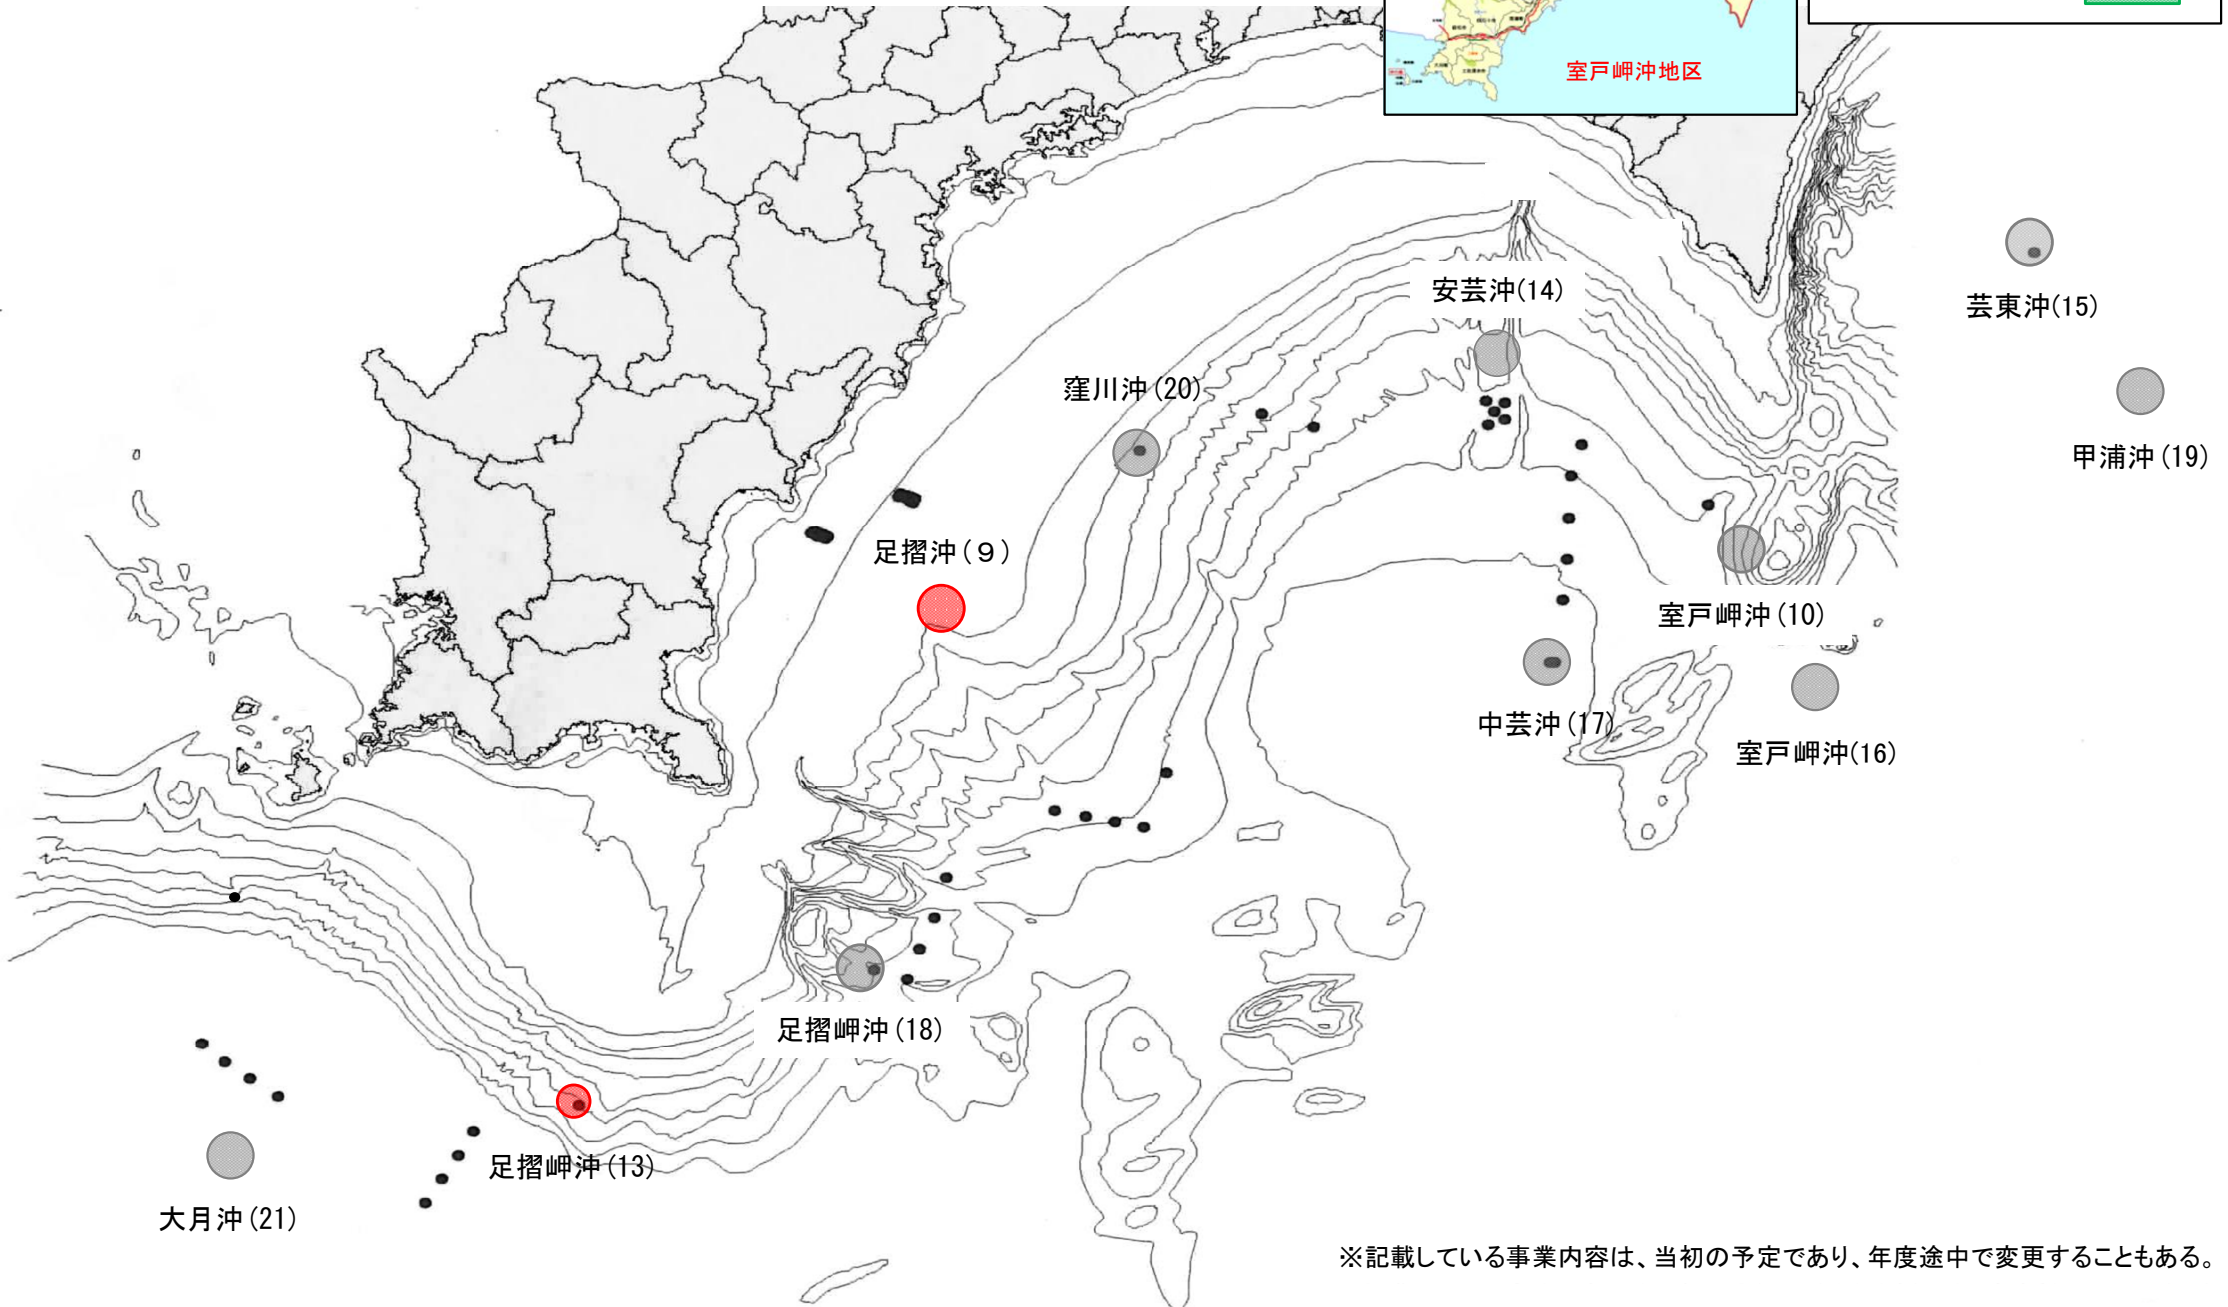 室戸岬沖地区
安芸沖(14)
芸東沖(15)
窪川沖(20)
甲浦沖(19)
足摺沖(９)
室戸岬沖(10)
中芸沖(17)
室戸岬沖(16)
足摺岬沖(18)
足摺岬沖(13)
大月沖(21)
※記載している事業内容は、当初の予定であり、年度途中で変更することもある。